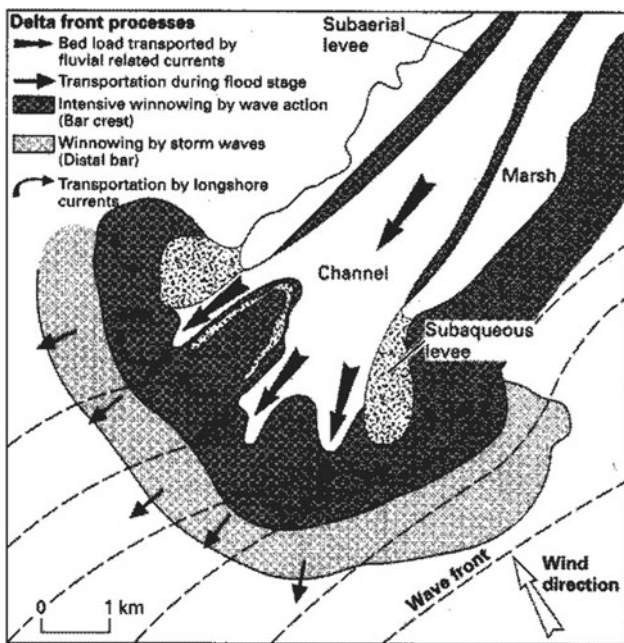 Delta front processes
Bed load transported by
fluvial related currents
Transportation during flood stage
Intensive winnowing by wave action
(Bar crest)
Winnowing by storm waves
(Distal bar)
Transportation by longshore
currents
Subaerial
levee
Marsh
Channel
Subaqueous
levee
Wave front
Wind
direction
0 1 km